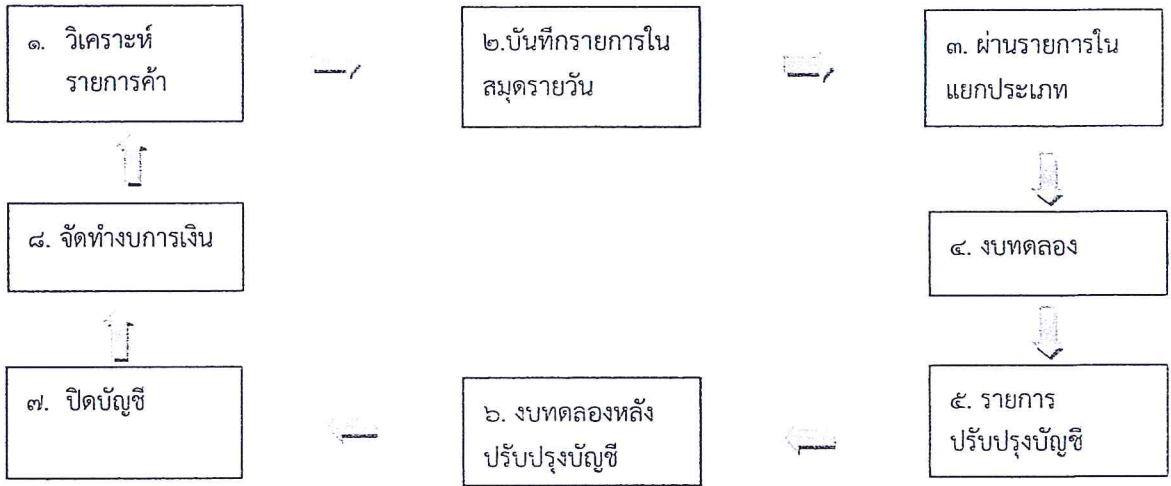 ๑. วิเคราะห์
รายการค้า
๒.บันทึกรายการใน
สมุดรายวัน
๓. ผ่านรายการใน
แยกประเภท
๔. งบทดลอง
๕. รายการ
ปรับปรุงบัญชี
๖. งบทดลองหลัง
ปรับปรุงบัญชี
๗. ปิดบัญชี
๘. จัดทำงบการเงิน